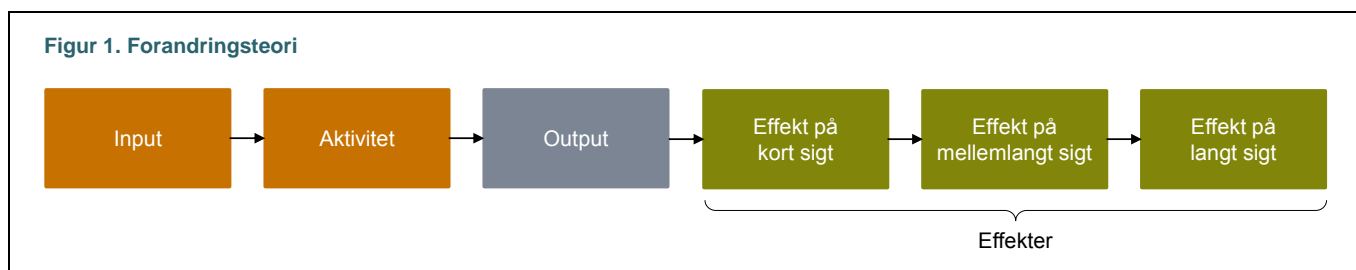 Figur 1. Forandringsteori
Input
Aktivitet
Output
Effekt på
kort sigt
Effekt på
mellemlangt sigt
Effekt på
langt sigt
Effekter